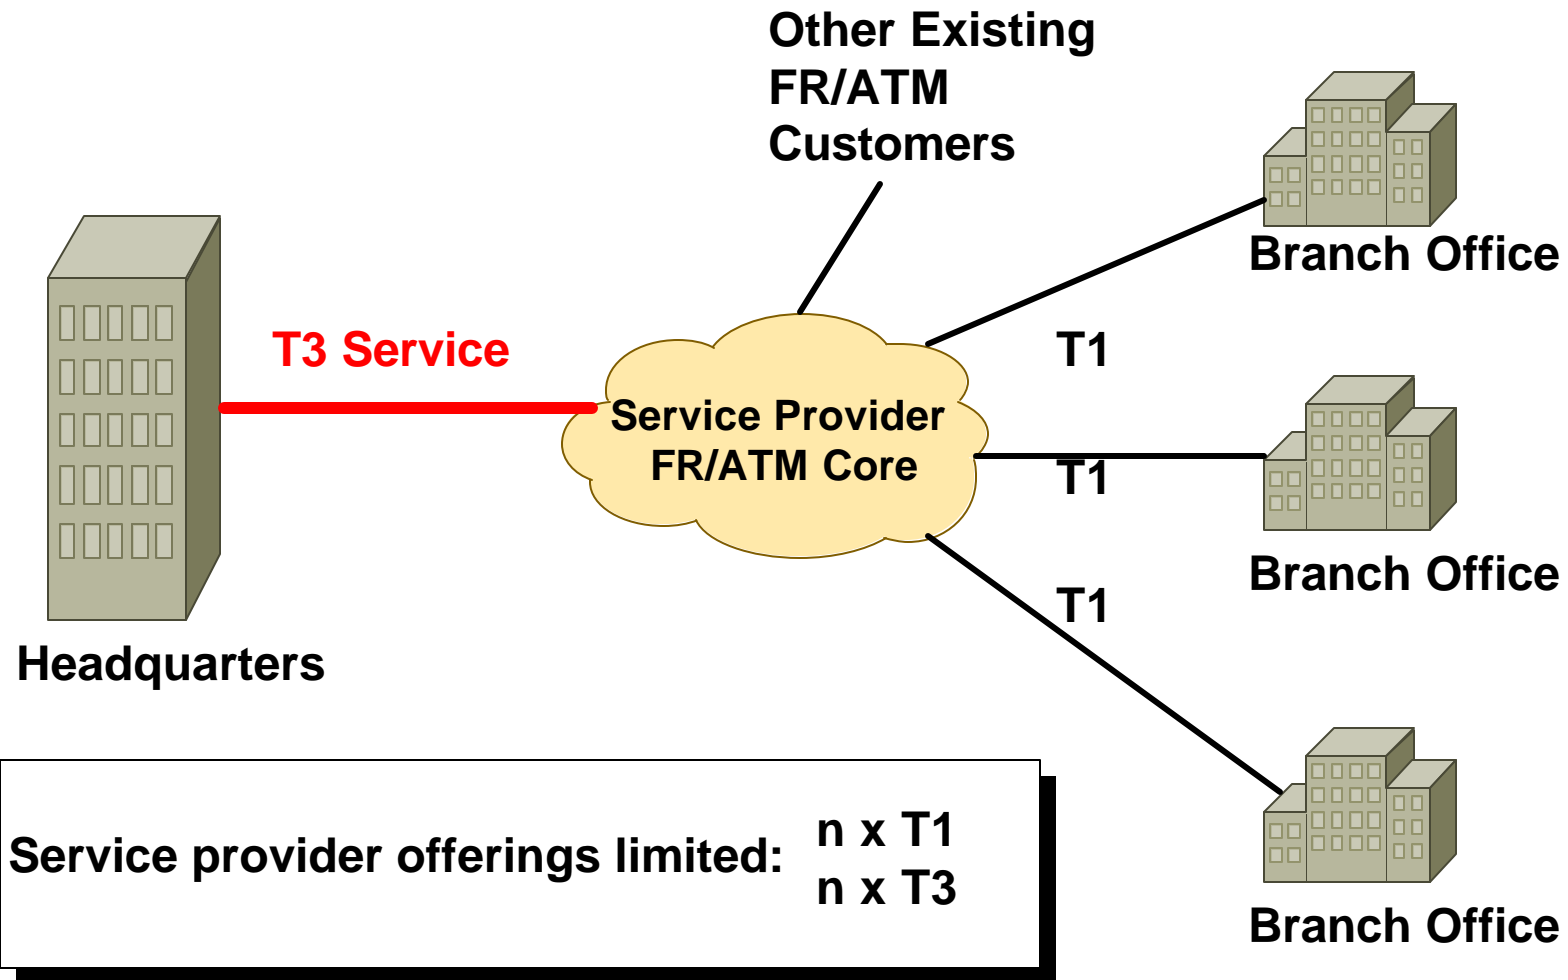 Other Existing
FR/ATM
Customers
Branch Office
T3 Service
T1
Service Provider
FR/ATM Core
T1
Branch Office
T1
Headquarters
Service provider offerings limited:
n x T1
n x T3
Branch Office